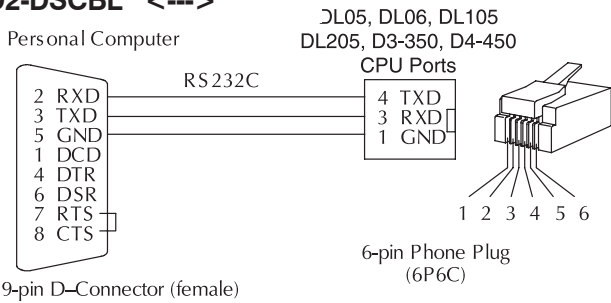 D2-DSCBL <--->
DL05, DL06, DL105
DL205, D3-350, D4-450
CPU Ports
Personal Computer
RS232C
2 RXD
3 TXD
5 GND
1 DCD
4 DTR
6 DSR
7 RTS
8 CTS
4 TXD
3 RXD
1 GND
1 2 3 4 5 6
6-pin Phone Plug
(6P6C)
9-pin D–Connector (female)